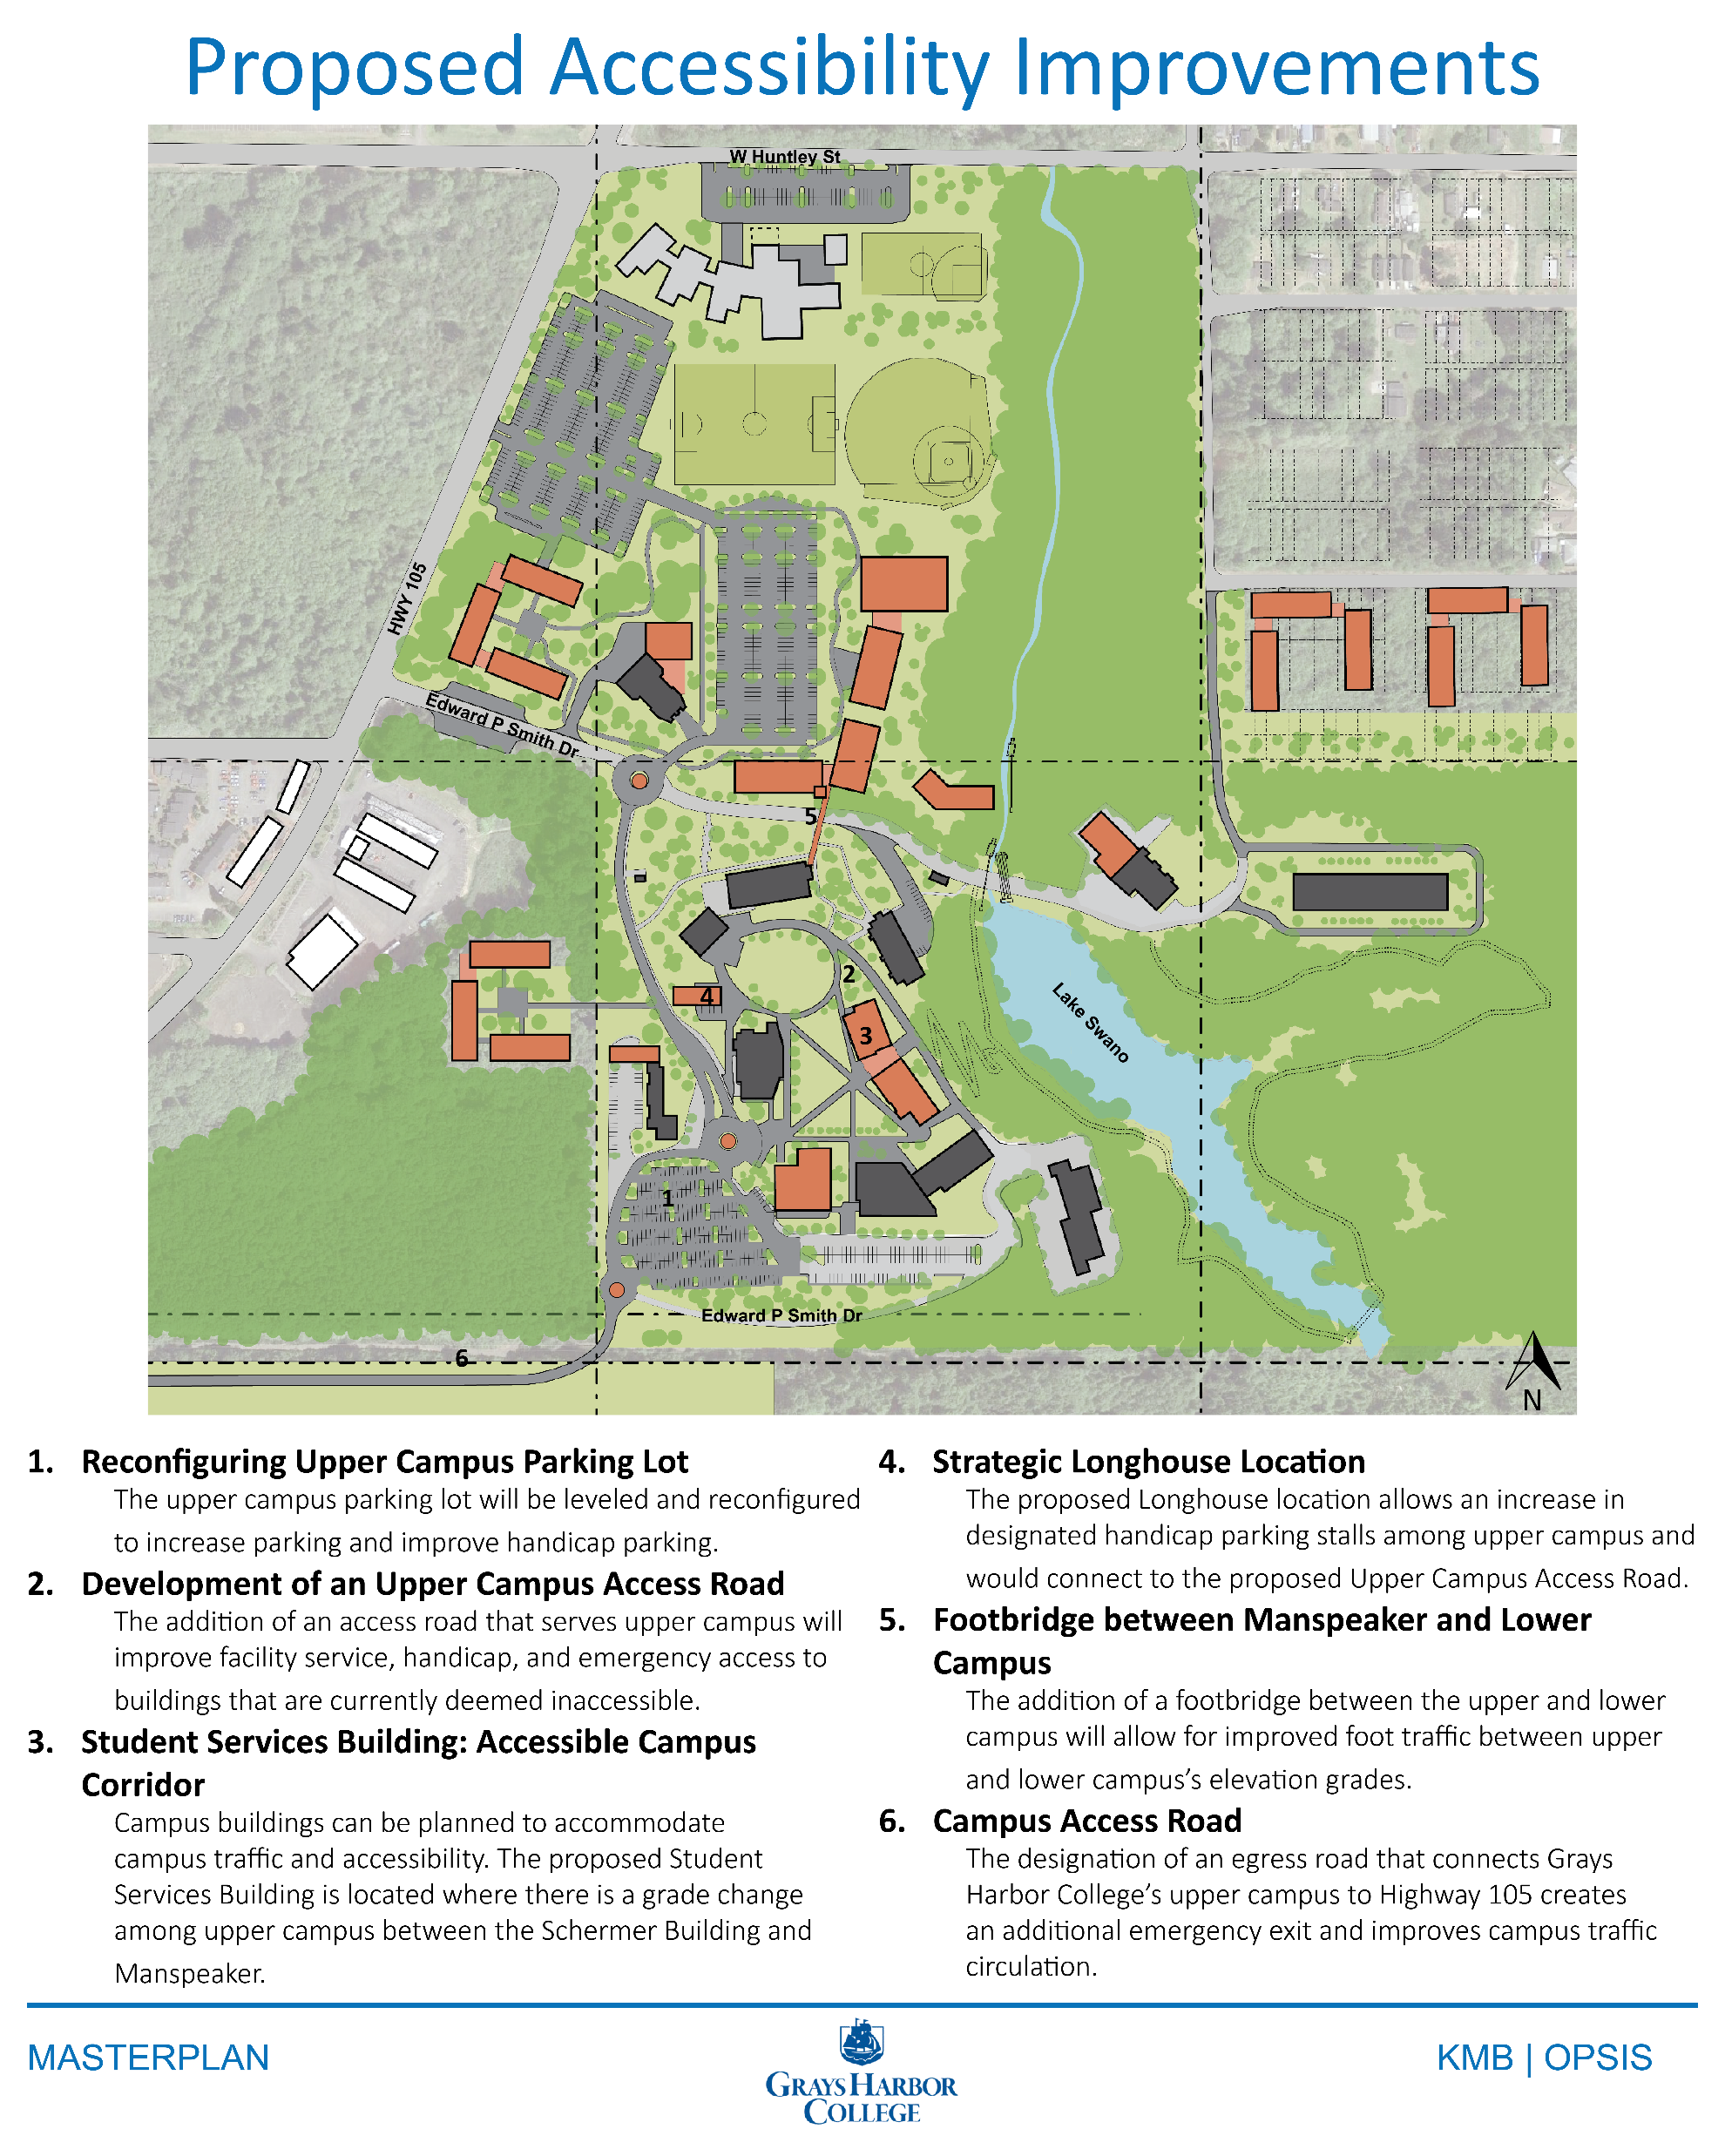 Proposed Accessibility Improvements
W Huntley St
HWY 105
Edward P Smith Dr
5
2
4
3
Lake Swano
1
Edward P Smith Dr
6
N
1. Reconfiguring Upper Campus Parking Lot
The upper campus parking lot will be leveled and reconfigured
to increase parking and improve handicap parking.
2. Development of an Upper Campus Access Road
The addition of an access road that serves upper campus will
improve facility service, handicap, and emergency access to
buildings that are currently deemed inaccessible.
3. Student Services Building: Accessible Campus
Corridor
Campus buildings can be planned to accommodate
campus traffic and accessibility. The proposed Student
Services Building is located where there is a grade change
among upper campus between the Schermer Building and
Manspeaker.
4. Strategic Longhouse Location
The proposed Longhouse location allows an increase in
designated handicap parking stalls among upper campus and
would connect to the proposed Upper Campus Access Road.
5. Footbridge between Manspeaker and Lower
Campus
The addition of a footbridge between the upper and lower
campus will allow for improved foot traffic between upper
and lower campus’s elevation grades.
6. Campus Access Road
The designation of an egress road that connects Grays
Harbor College’s upper campus to Highway 105 creates
an additional emergency exit and improves campus traffic
circulation.
MASTERPLAN
GRAYS HARBOR
COLLEGE
KMB | OPSIS